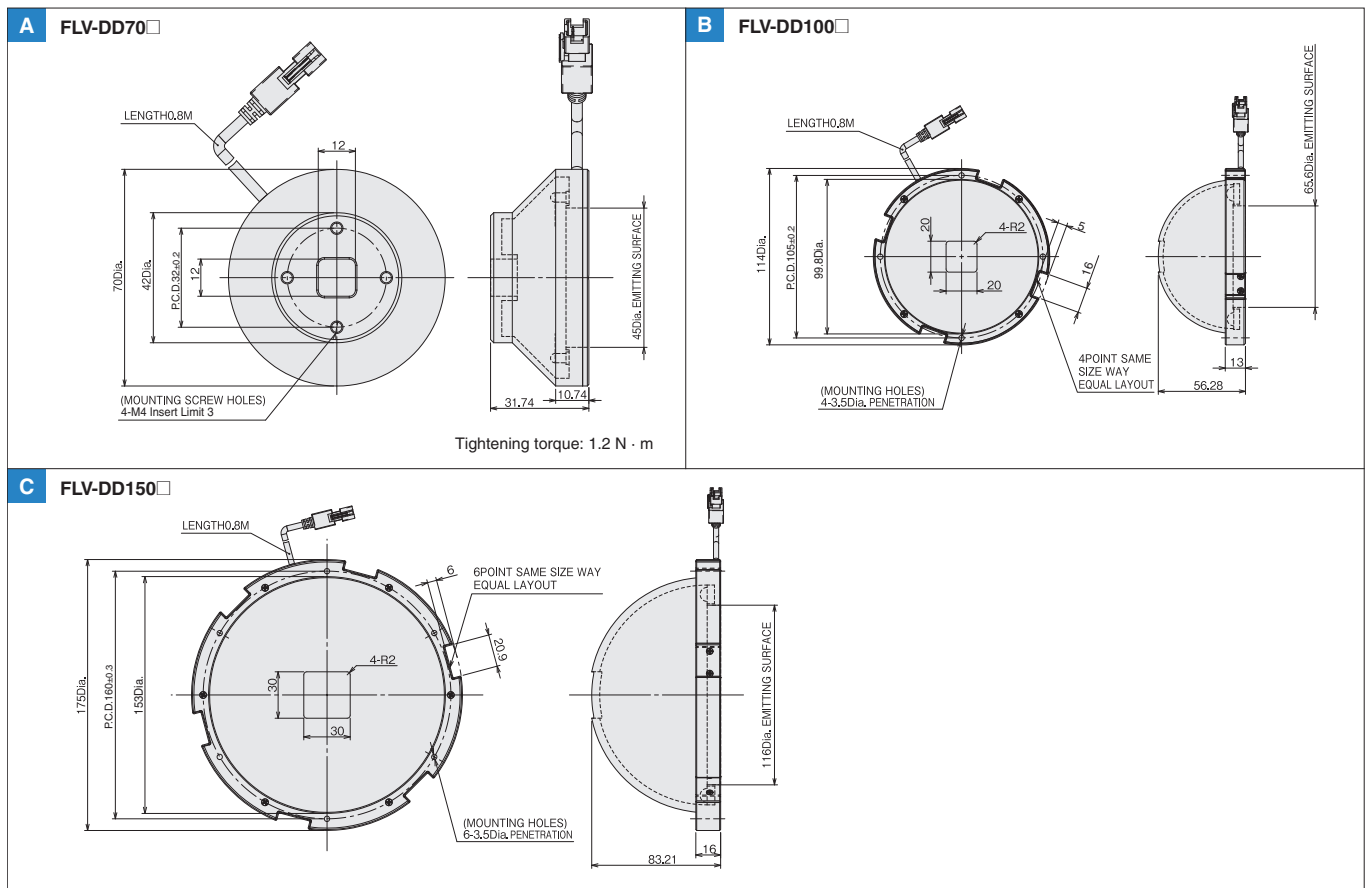 A FLV-DD70□
LENGTH0.8M
12
70Dia.
42Dia.
P.C.D.32±0.2
12
(MOUNTING SCREW HOLES)
4-M4 Insert Limit 3
45Dia. EMITTING SURFACE
10.74
31.74
Tightening torque: 1.2 N · m
B FLV-DD100□
LENGTH0.8M
114Dia.
P.C.D.105±0.2
99.8Dia.
20
4-R2
20
5
16
(MOUNTING HOLES)
4-3.5Dia. PENETRATION
4POINT SAME
SIZE WAY
EQUAL LAYOUT
65.6Dia. EMITTING SURFACE
13
56.28
C FLV-DD150□
LENGTH0.8M
175Dia.
P.C.D.160±0.3
153Dia.
30
4-R2
30
6POINT SAME SIZE WAY
EQUAL LAYOUT
6
20.9
(MOUNTING HOLES)
6-3.5Dia. PENETRATION
116Dia. EMITTING SURFACE
16
83.21